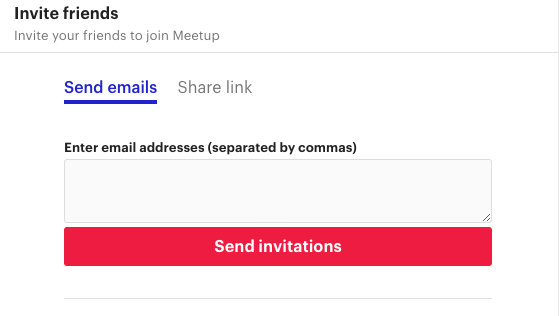 Invite friends
Invite your friends to join Meetup
Send emails Share link
Enter email addresses (separated by commas)
Send invitations